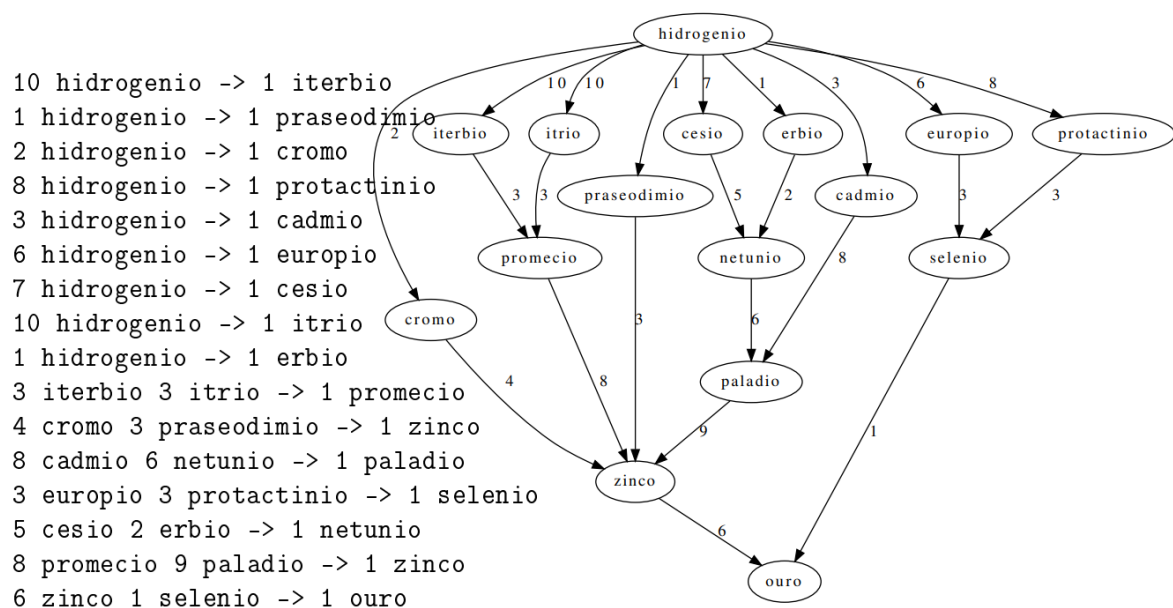 10 hidrogenio -> 1 iterbio
1 hidrogenio -> 1 praseodimio
2 hidrogenio -> 1 cromo
8 hidrogenio -> 1 protactinio
3 hidrogenio -> 1 cadmio
6 hidrogenio -> 1 europio
7 hidrogenio -> 1 cesio
10 hidrogenio -> 1 itrio
1 hidrogenio -> 1 erbio
3 iterbio 3 itrio -> 1 promecio
4 cromo 3 praseodimio -> 1 zinco
8 cadmio 6 netunio -> 1 paladio
3 europio 3 protactinio -> 1 selenio
5 cesio 2 erbio -> 1 netunio
8 promecio 9 paladio -> 1 zinco
6 zinco 1 selenio -> 1 ouro
hidrogenio
10 10 1 7 1 3 6 8
2 iterbio itrio cesio erbio europio protactinio
3 3 praseodimio 5 2 cadmio 3 3
promecio netunio 8 selenio
cromo 3 6
4 8 paladio
9 1
zinco
6
ouro